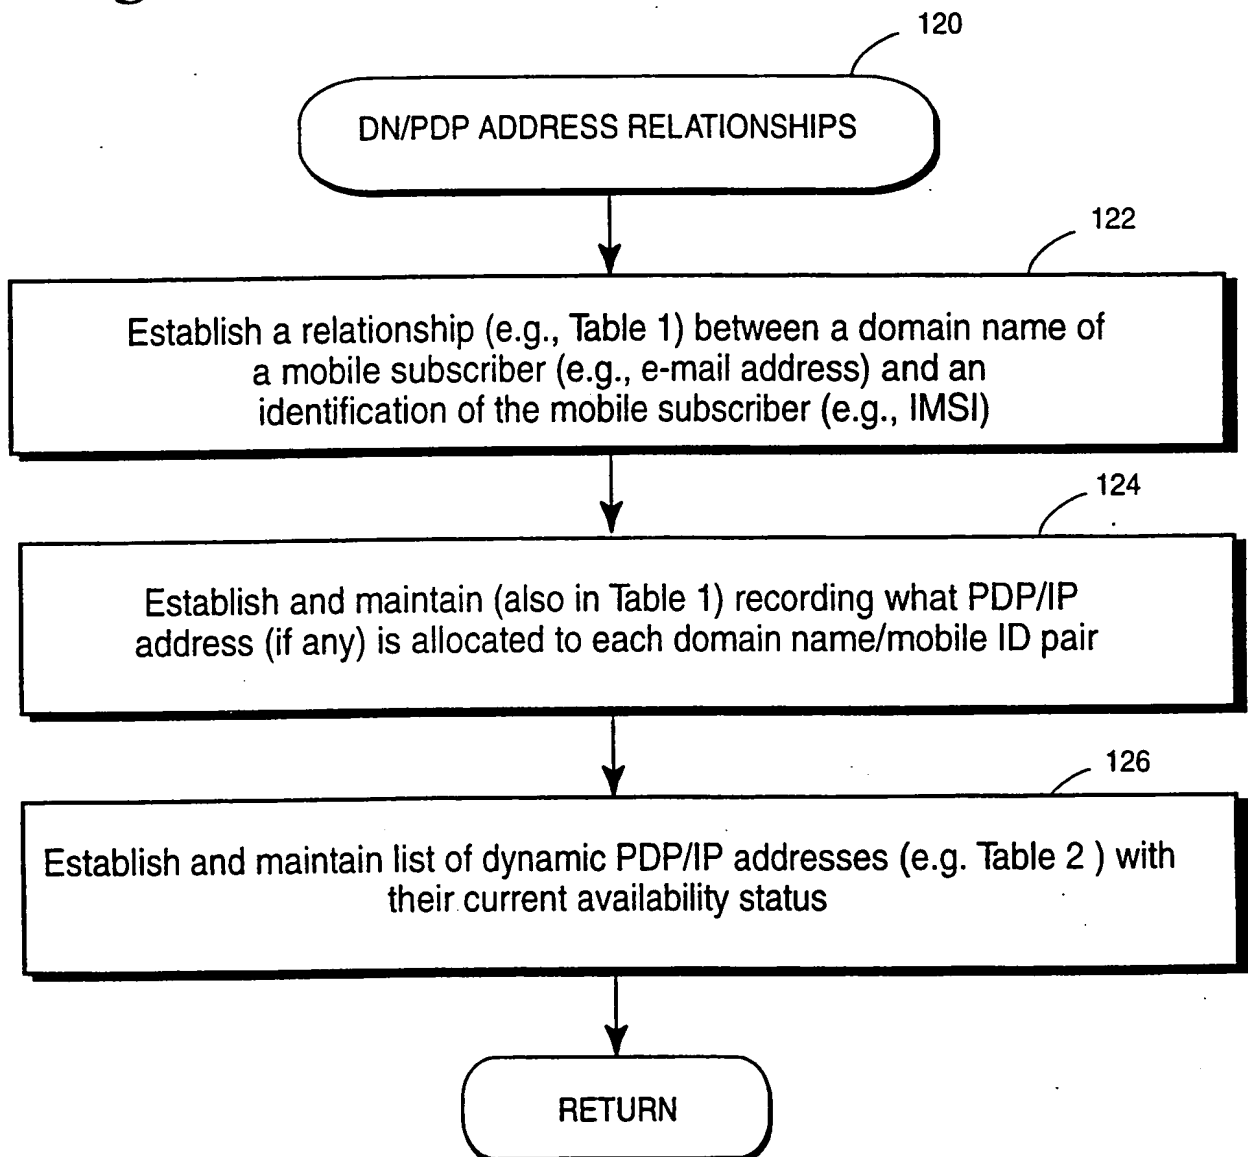 120
DN/PDP ADDRESS RELATIONSHIPS
122
Establish a relationship (e.g., Table 1) between a domain name of
a mobile subscriber (e.g., e-mail address) and an
identification of the mobile subscriber (e.g., IMSI)
124
Establish and maintain (also in Table 1) recording what PDP/IP
address (if any) is allocated to each domain name/mobile ID pair
126
Establish and maintain list of dynamic PDP/IP addresses (e.g. Table 2 ) with
their current availability status
RETURN